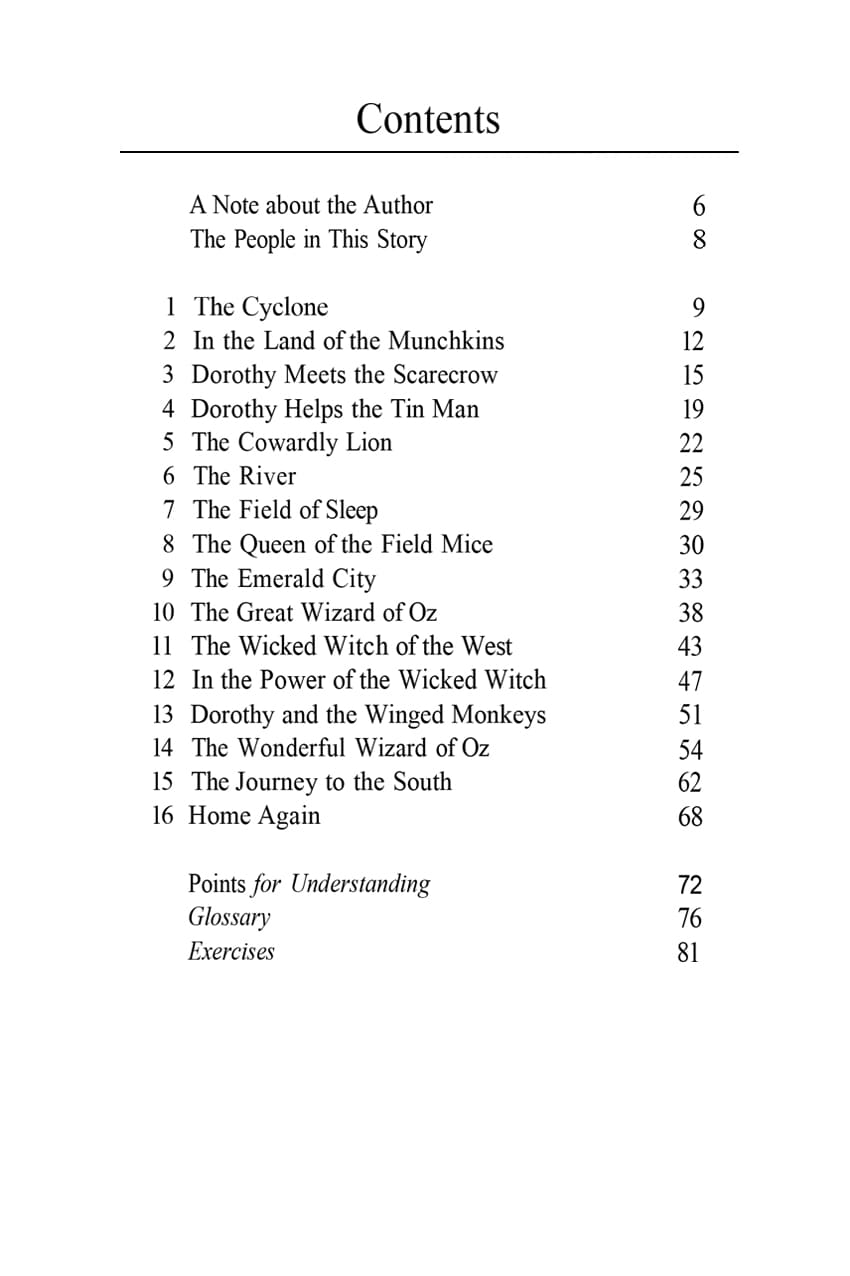 Contents
A Note about the Author 6
The People in This Story 8
1 The Cyclone 9
2 In the Land of the Munchkins 12
3 Dorothy Meets the Scarecrow 15
4 Dorothy Helps the Tin Man 19
5 The Cowardly Lion 22
6 The River 25
7 The Field of Sleep 29
8 The Queen of the Field Mice 30
9 The Emerald City 33
10 The Great Wizard of Oz 38
11 The Wicked Witch of the West 43
12 In the Power of the Wicked Witch 47
13 Dorothy and the Winged Monkeys 51
14 The Wonderful Wizard of Oz 54
15 The Journey to the South 62
16 Home Again 68
Points for Understanding 72
Glossary 76
Exercises 81